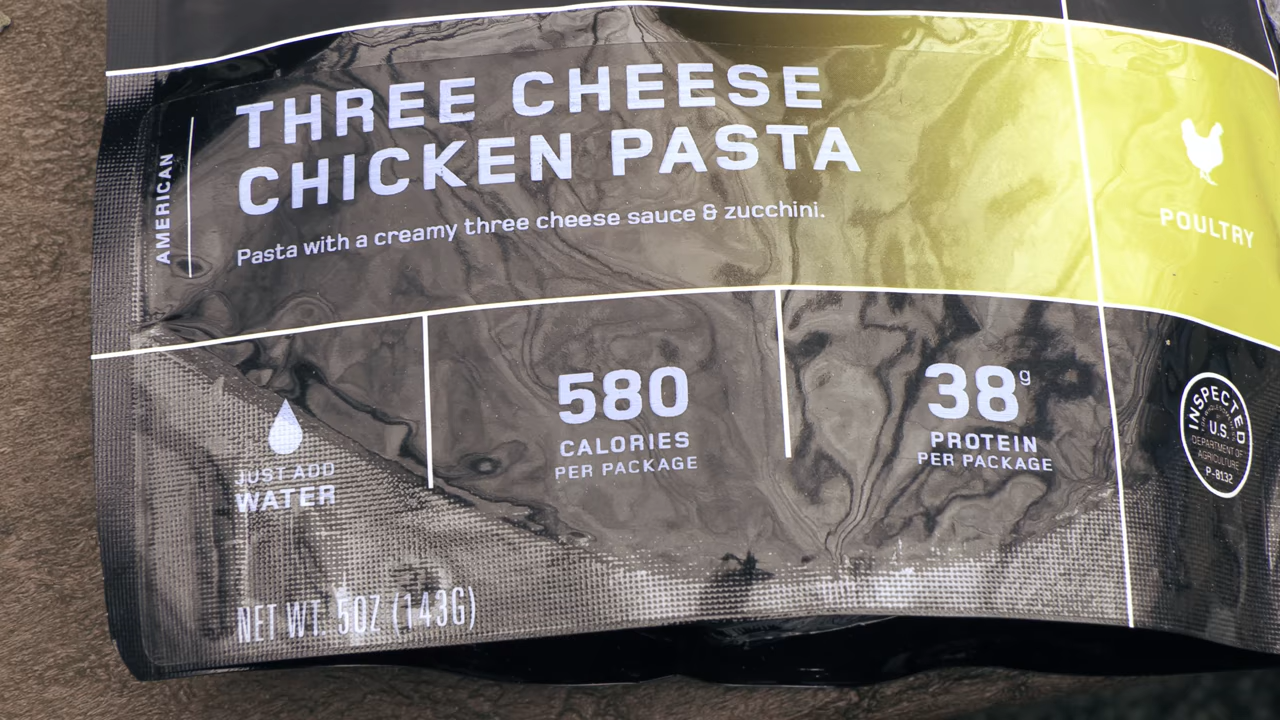 AMERICAN
THREE CHEESE
CHICKEN PASTA
Pasta with a creamy three cheese sauce & zucchini.
POULTRY
JUST ADD
WATER
580
CALORIES
PER PACKAGE
38g
PROTEIN
PER PACKAGE
INSPECTED
U.S.
DEPARTMENT OF
AGRICULTURE
P-8132
NET WT. 5OZ (143G)